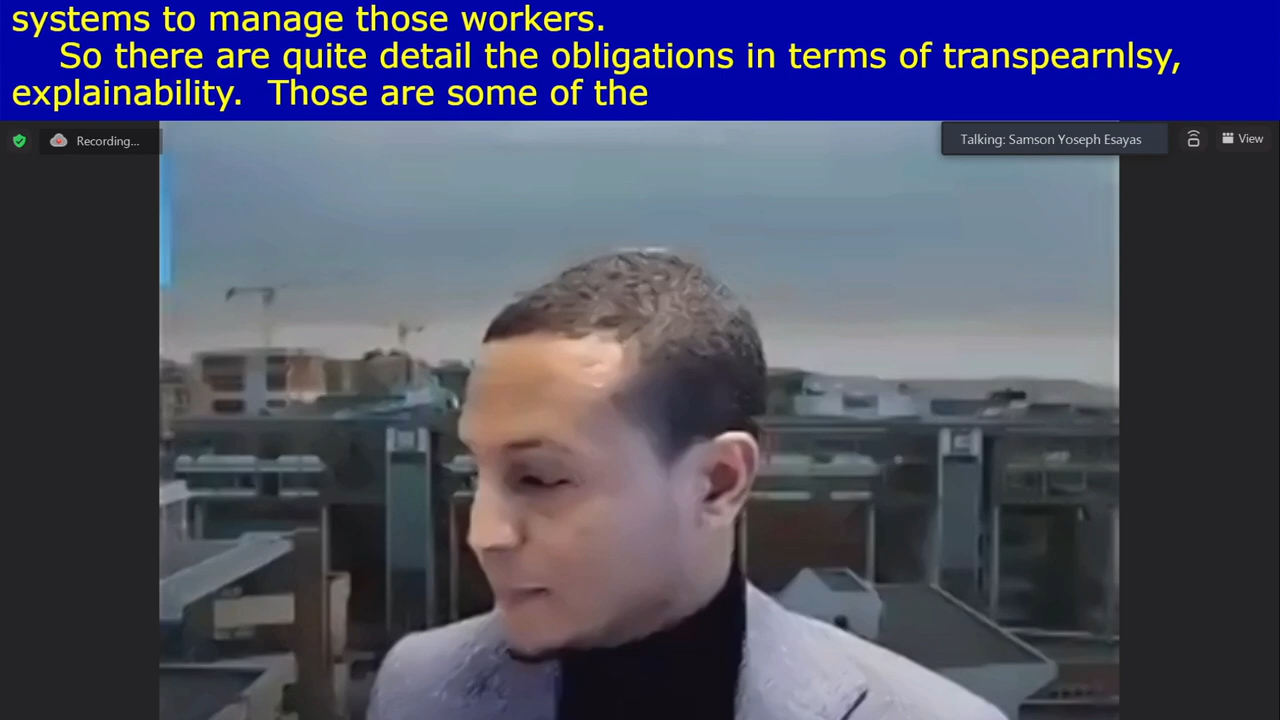 systems to manage those workers.
So there are quite detail the obligations in terms of transpearnlsy,
explainability.  Those are some of the
Recording...
Talking: Samson Yoseph Esayas
View